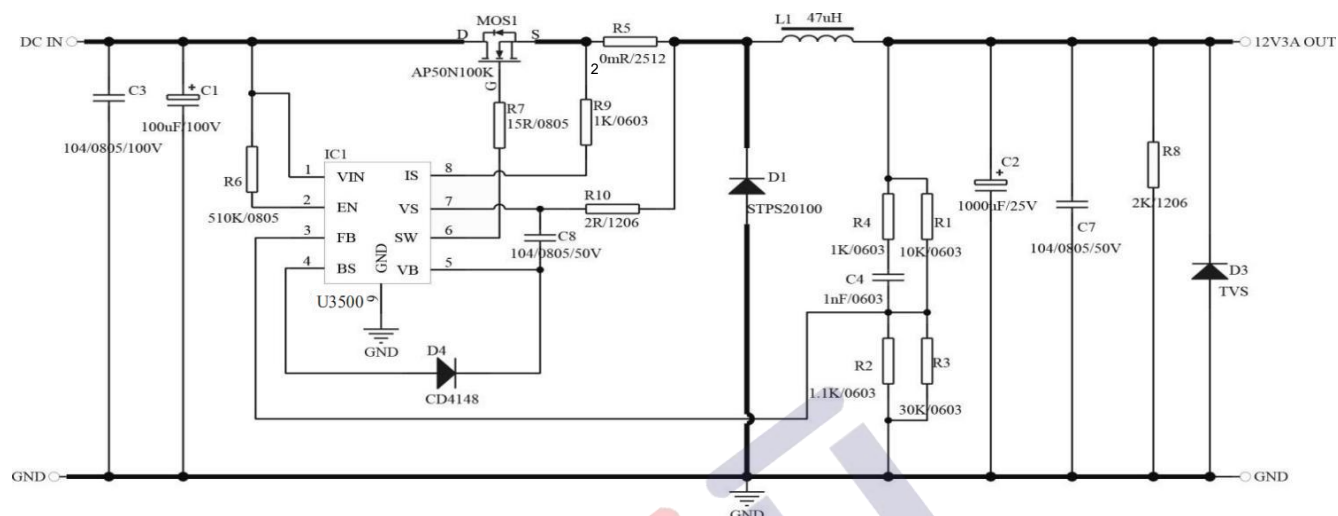 DC IN
C3
104/0805/100V
C1
+
100uF/100V
R6
510K/0805
MOS1
D
S
G
AP50N100K
R7
15R/0805
R5
0mR/2512
2
R9
1K/0603
IC1
1
2
3
4
VIN
EN
FB
BS
IS
VS
SW
VB
GND
8
7
6
5
9
U3500
GND
R10
2R/1206
C8
104/0805/50V
D4
CD4148
L1
47uH
D1
STPS20100
GND
R4
1K/0603
R1
10K/0603
C4
1nF/0603
R2
1.1K/0603
R3
30K/0603
C2
+
1000uF/25V
C7
104/0805/50V
R8
2K/1206
D3
TVS
12V3A OUT
GND
GND